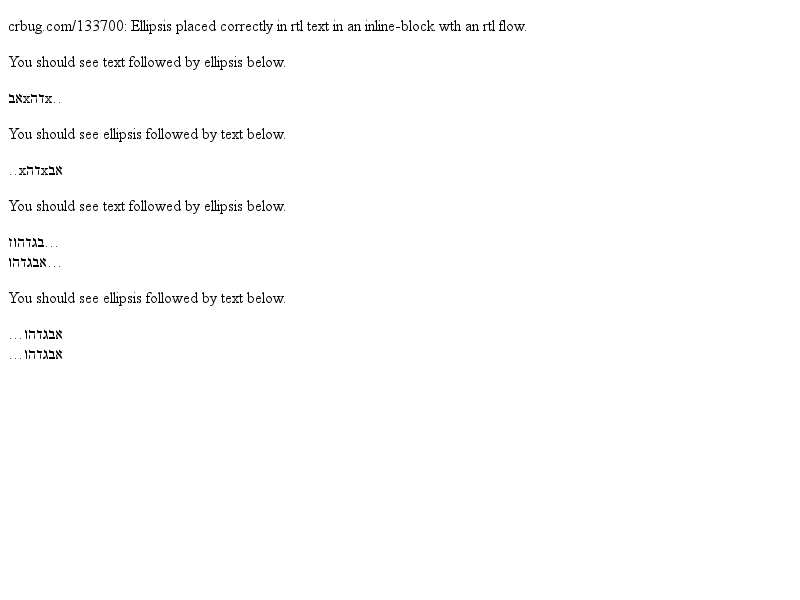 crbug.com/133700: Ellipsis placed correctly in rtl text in an inline-block wth an rtl flow.
You should see text followed by ellipsis below.
אבxדהx..
You should see ellipsis followed by text below.
אבxדהx..
You should see text followed by ellipsis below.
בגדהוז...
אבגדהו...
You should see ellipsis followed by text below.
אבגדהו...
אבגדהו...